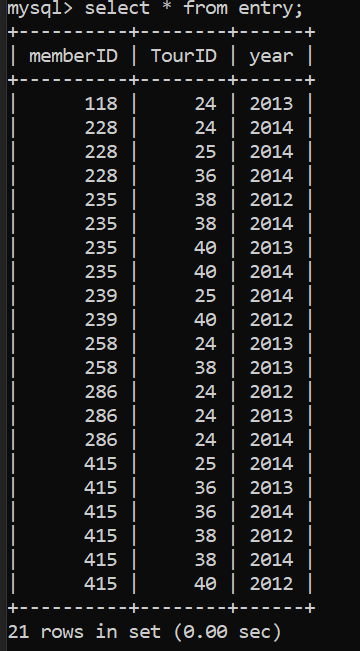 mysql> select * from entry;
+----------+--------+------+
| memberID | TourID | year |
+----------+--------+------+
|      118 |     24 | 2013 |
|      228 |     24 | 2014 |
|      228 |     25 | 2014 |
|      228 |     36 | 2014 |
|      235 |     38 | 2012 |
|      235 |     38 | 2014 |
|      235 |     40 | 2013 |
|      235 |     40 | 2014 |
|      239 |     25 | 2014 |
|      239 |     40 | 2012 |
|      258 |     24 | 2013 |
|      258 |     38 | 2013 |
|      286 |     24 | 2012 |
|      286 |     24 | 2013 |
|      286 |     24 | 2014 |
|      415 |     25 | 2014 |
|      415 |     36 | 2013 |
|      415 |     36 | 2014 |
|      415 |     38 | 2012 |
|      415 |     38 | 2014 |
|      415 |     40 | 2012 |
+----------+--------+------+
21 rows in set (0.00 sec)